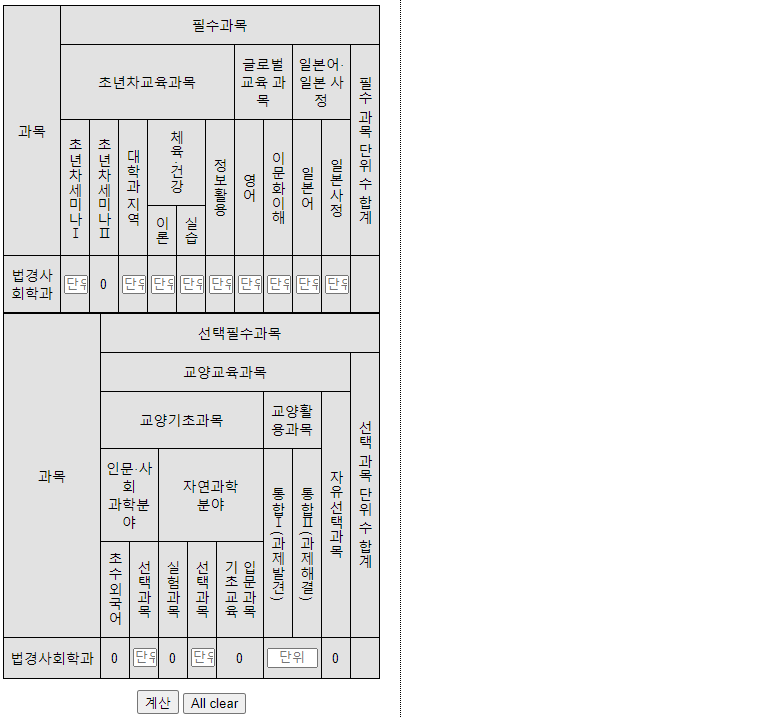 과목
필수과목
초년차교육과목
글로벌
교육 과
목
일본어·
일본 사
정
필수 과목 단위 수 합계
초년차세미나Ⅰ
초년차세미나Ⅱ
대학과 지역
체육·건강
이론
실습
정보활용
영어
이문화이해
일본어
일본사정
법경사
회학과
단위
0
단위
단위
단위
단위
단위
단위
단위
단위
과목
선택필수과목
교양교육과목
교양기초과목
교양활
용과목
자유선택과목
선택 과목 단위 수 합계
인문·사
회
과학분
야
자연과학
분야
통합Ⅰ(과제발견)
통합Ⅱ(과제해결)
초수외국어
선택과목
실험과목
선택과목
기초교육
입문과목
법경사회학과
0
단위
0
단위
0
단위
0
계산
All clear